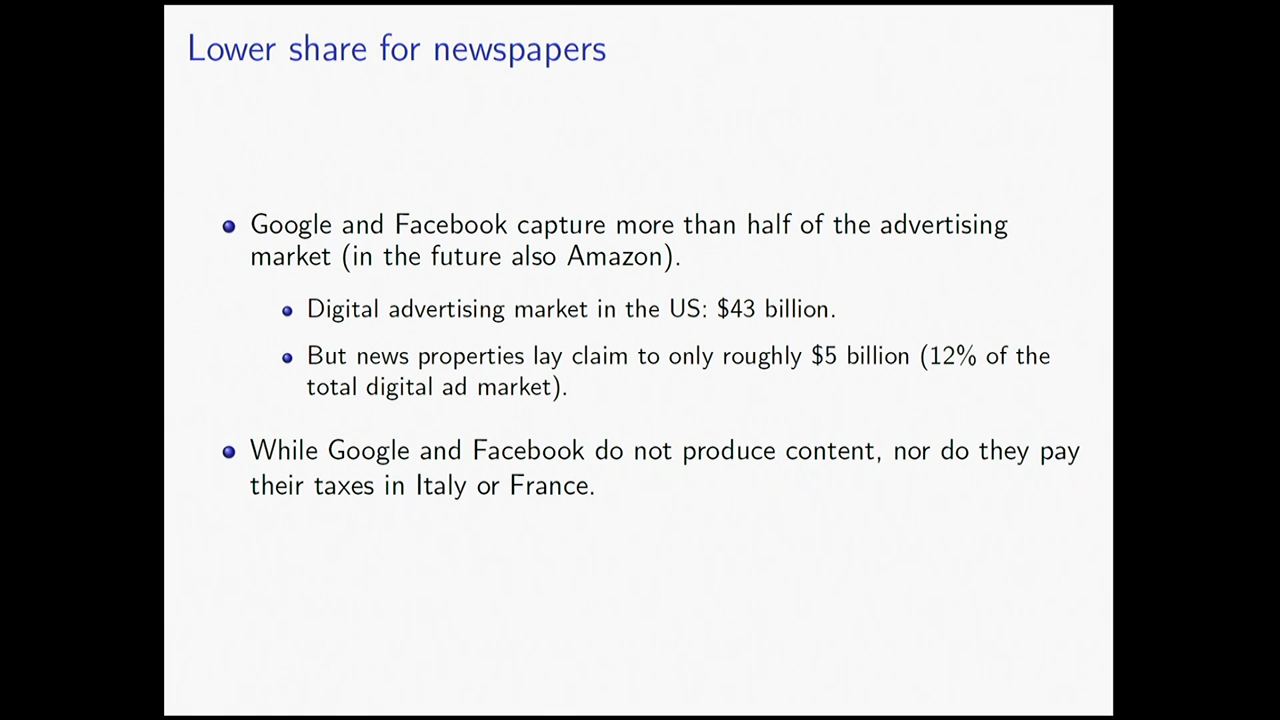 Lower share for newspapers
Google and Facebook capture more than half of the advertising
market (in the future also Amazon).
Digital advertising market in the US: $43 billion.
But news properties lay claim to only roughly $5 billion (12% of the
total digital ad market).
While Google and Facebook do not produce content, nor do they pay
their taxes in Italy or France.